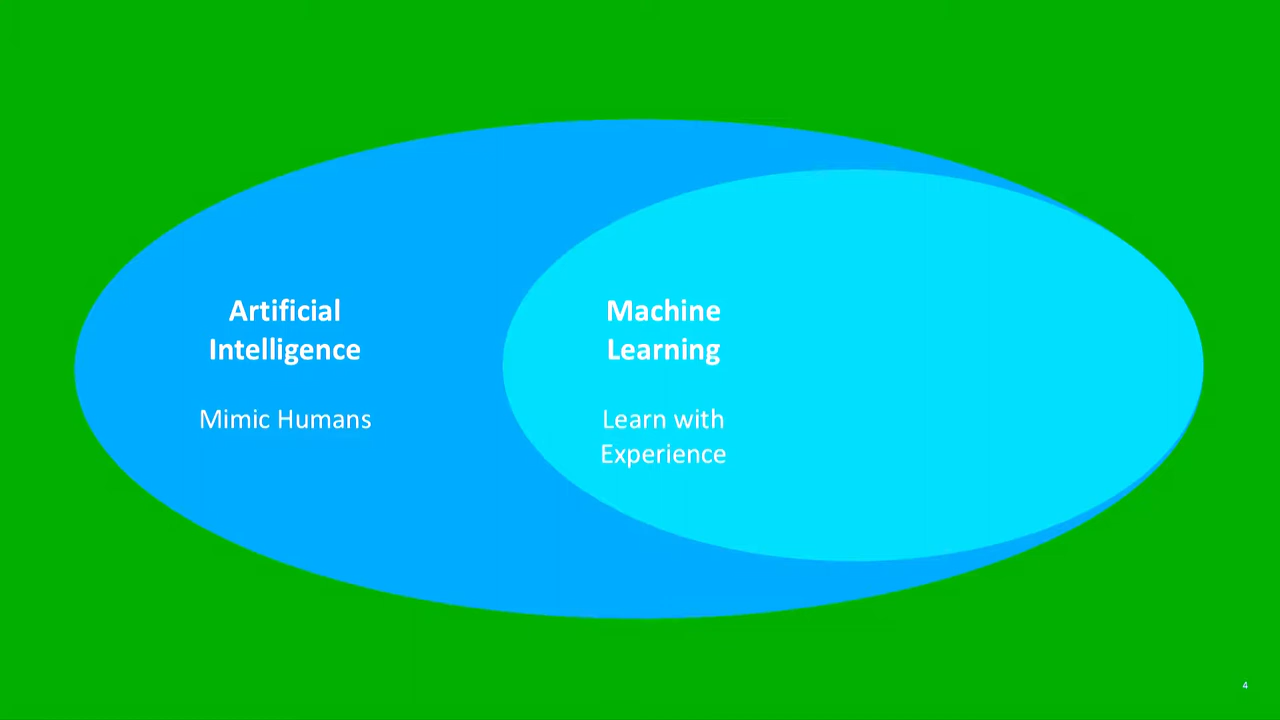 Artificial
Intelligence
Mimic Humans
Machine
Learning
Learn with
Experience
4